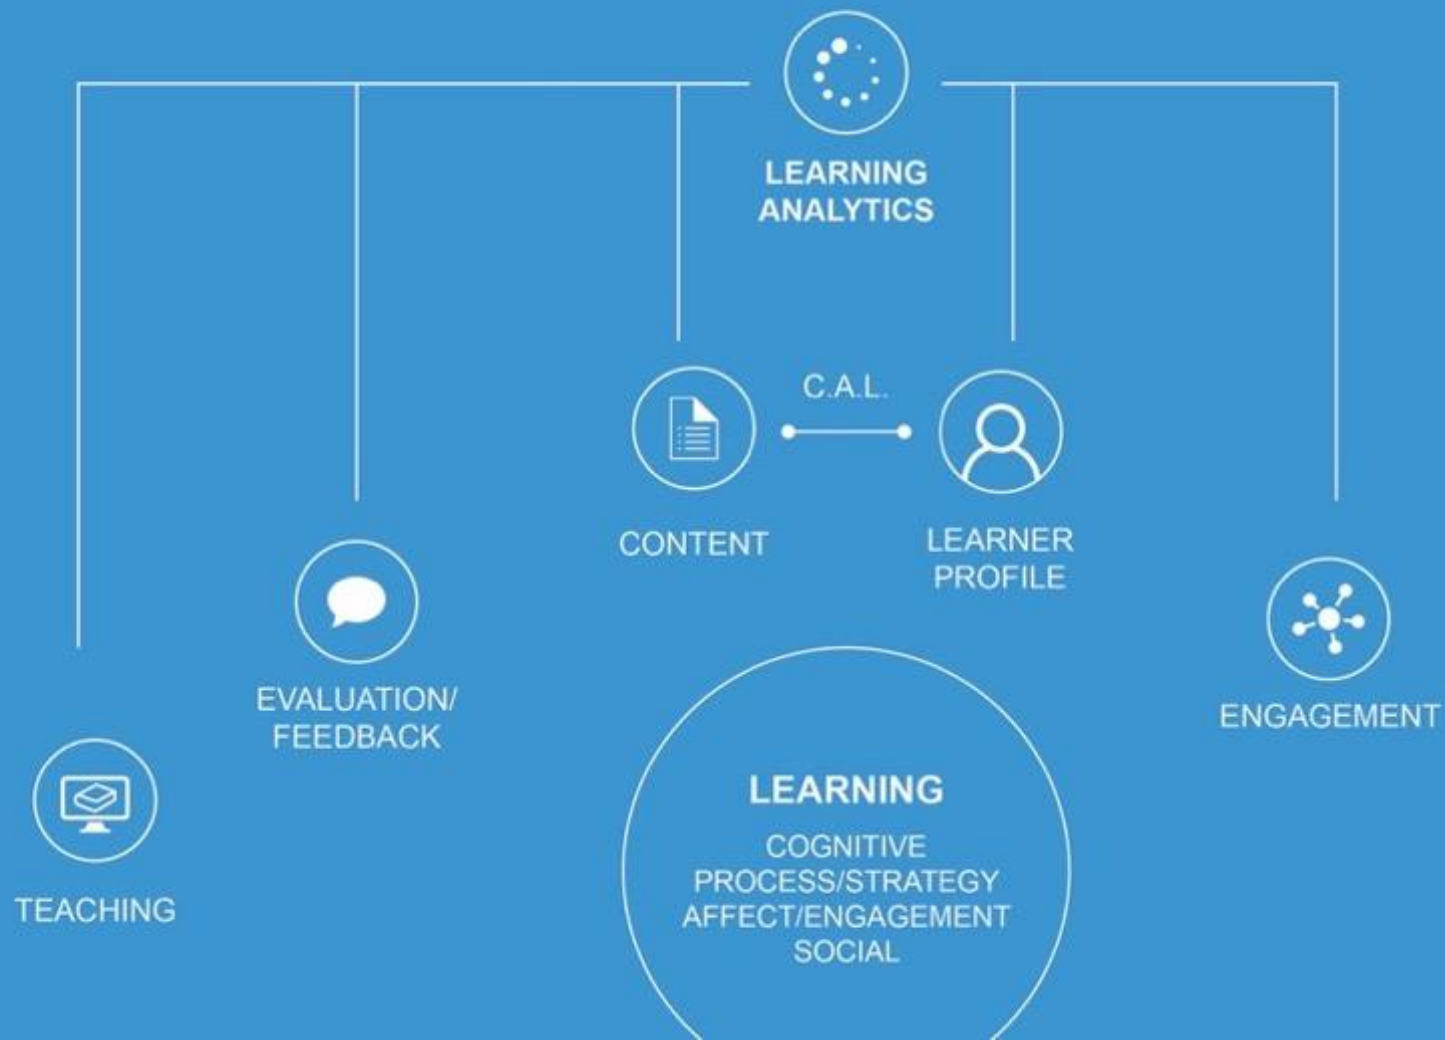 LEARNING
ANALYTICS
C.A.L.
CONTENT
LEARNER
PROFILE
EVALUATION/
FEEDBACK
ENGAGEMENT
TEACHING
LEARNING
COGNITIVE
PROCESS/STRATEGY
AFFECT/ENGAGEMENT
SOCIAL